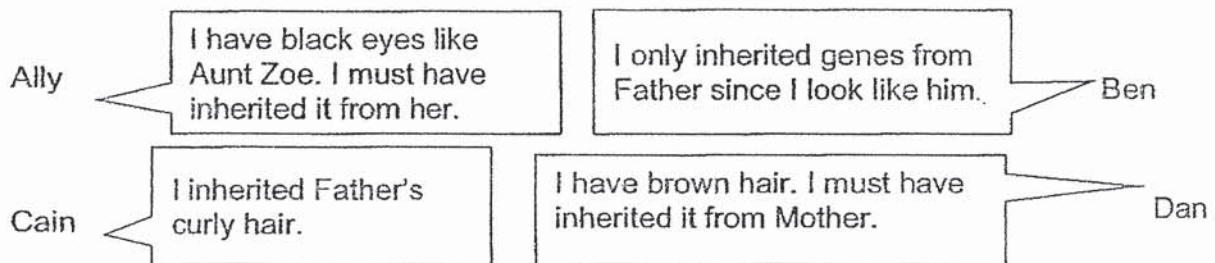 Ally
I have black eyes like
Aunt Zoe. I must have
inherited it from her.
I only inherited genes from
Father since I look like him.
Ben
Cain
I inherited Father's
curly hair.
I have brown hair. I must have
inherited it from Mother.
Dan